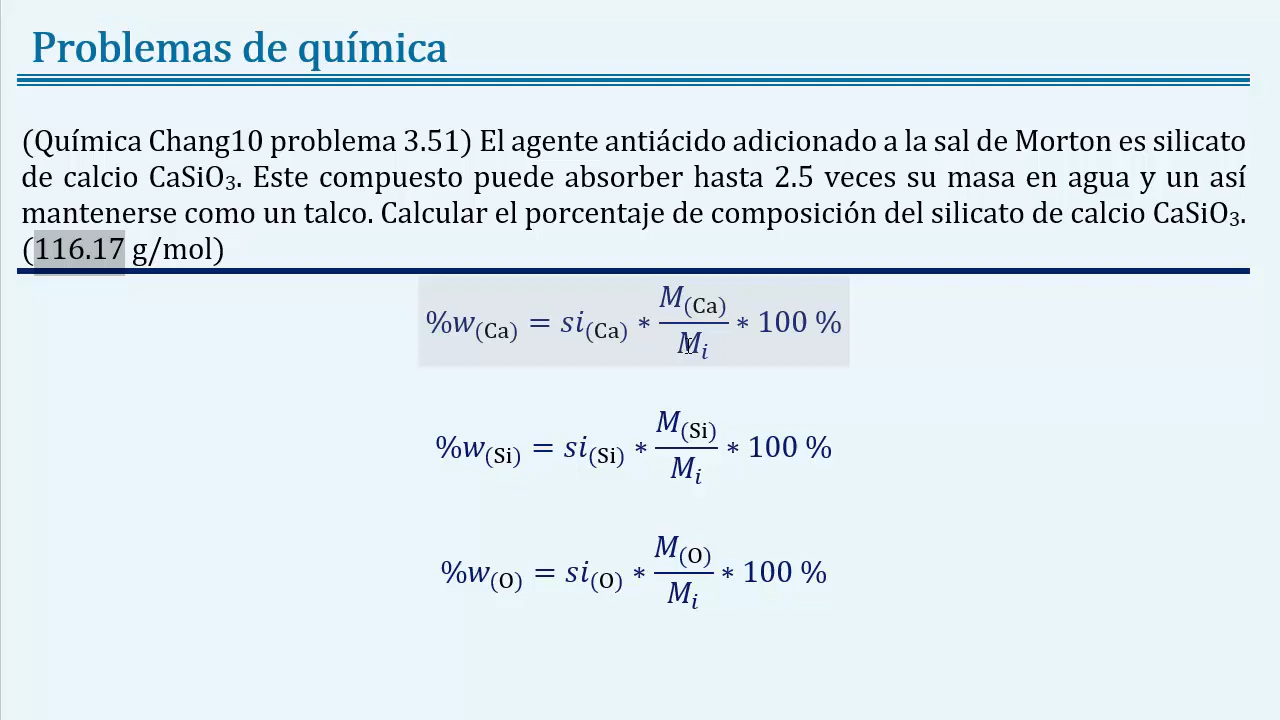 Problemas de química
(Química Chang10 problema 3.51) El agente antiácido adicionado a la sal de Morton es silicato
de calcio CaSiO₃. Este compuesto puede absorber hasta 2.5 veces su masa en agua y un así
mantenerse como un talco. Calcular el porcentaje de composición del silicato de calcio CaSiO₃.
(116.17 g/mol)
%w(Ca) = si(Ca) * M(Ca)/Mi * 100 %
%w(Si) = si(Si) * M(Si)/Mi * 100 %
%w(O) = si(O) * M(O)/Mi * 100 %